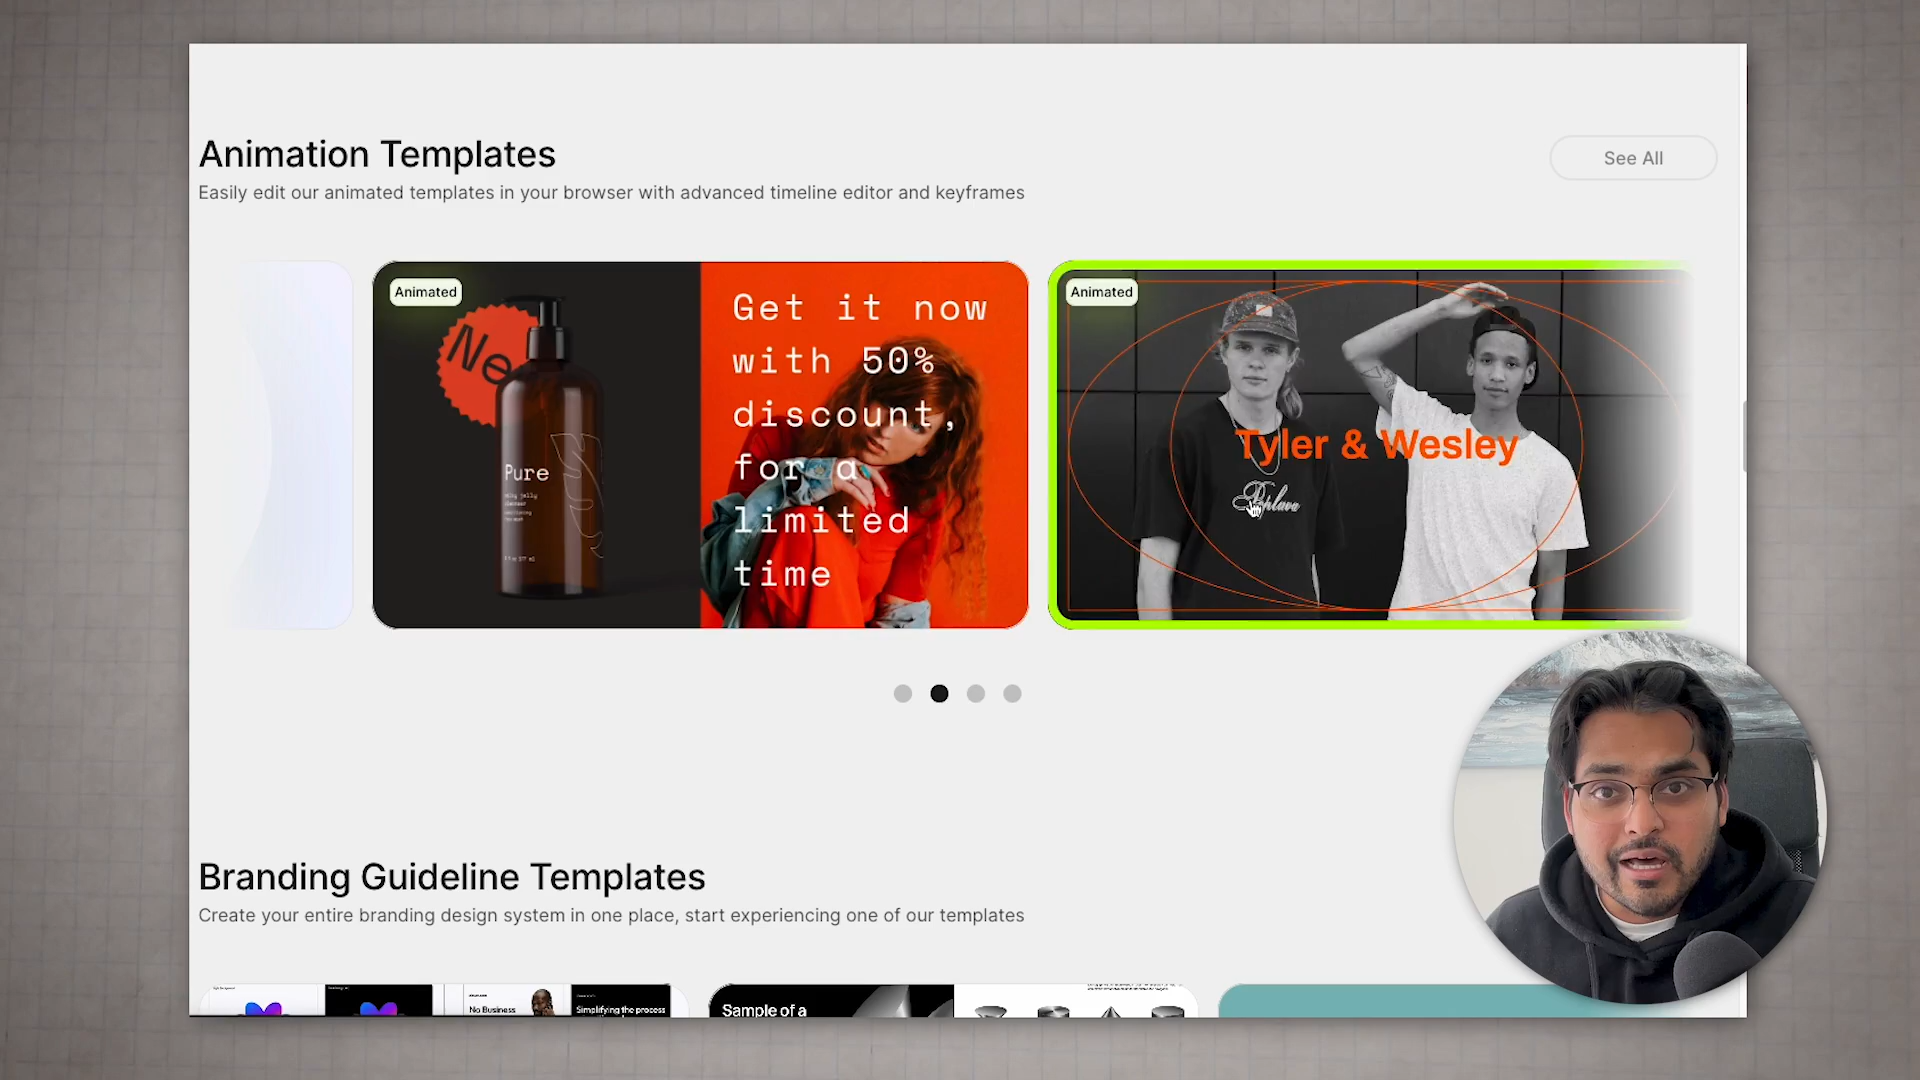 Animation Templates
See All
Easily edit our animated templates in your browser with advanced timeline editor and keyframes
Animated
Ne
Pure
Get it now
with 50%
discount,
for a
limited
time
Animated
Tyler & Wesley
Branding Guideline Templates
Create your entire branding design system in one place, start experiencing one of our templates
No Business
Simplifying the process
Sample of a